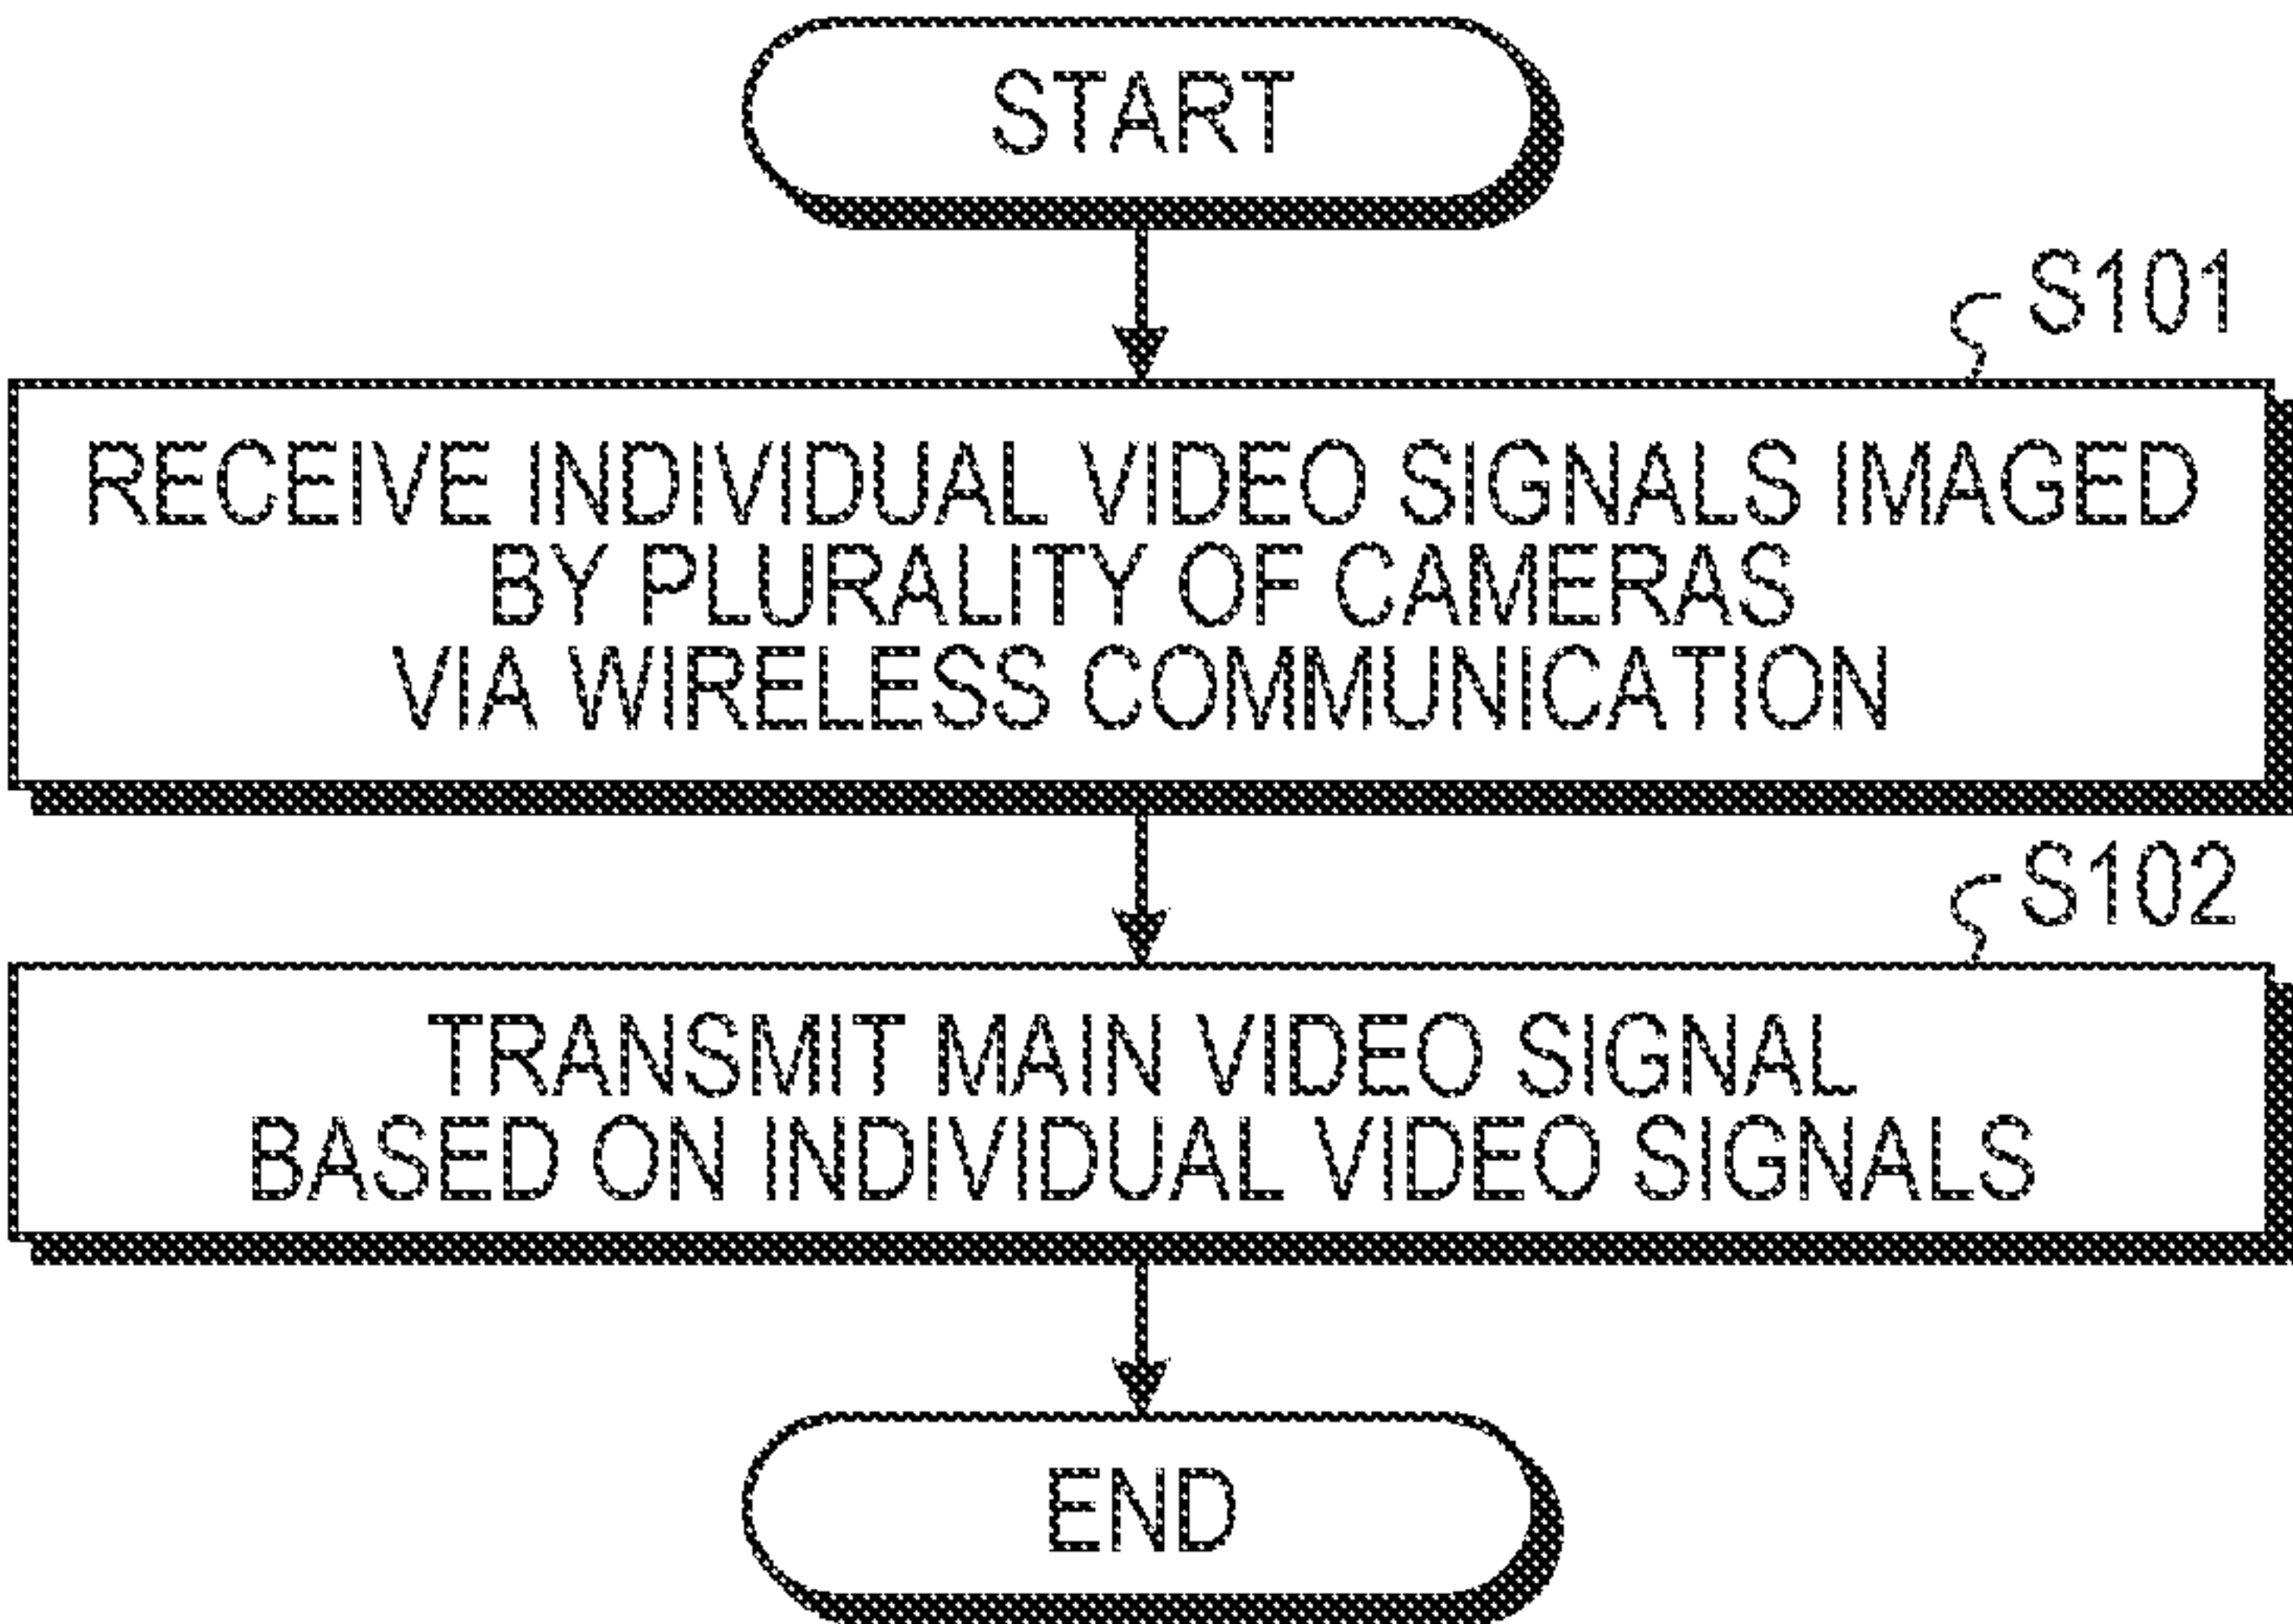 START
S101
RECEIVE INDIVIDUAL VIDEO SIGNALS IMAGED
BY PLURALITY OF CAMERAS
VIA WIRELESS COMMUNICATION
S102
TRANSMIT MAIN VIDEO SIGNAL
BASED ON INDIVIDUAL VIDEO SIGNALS
END